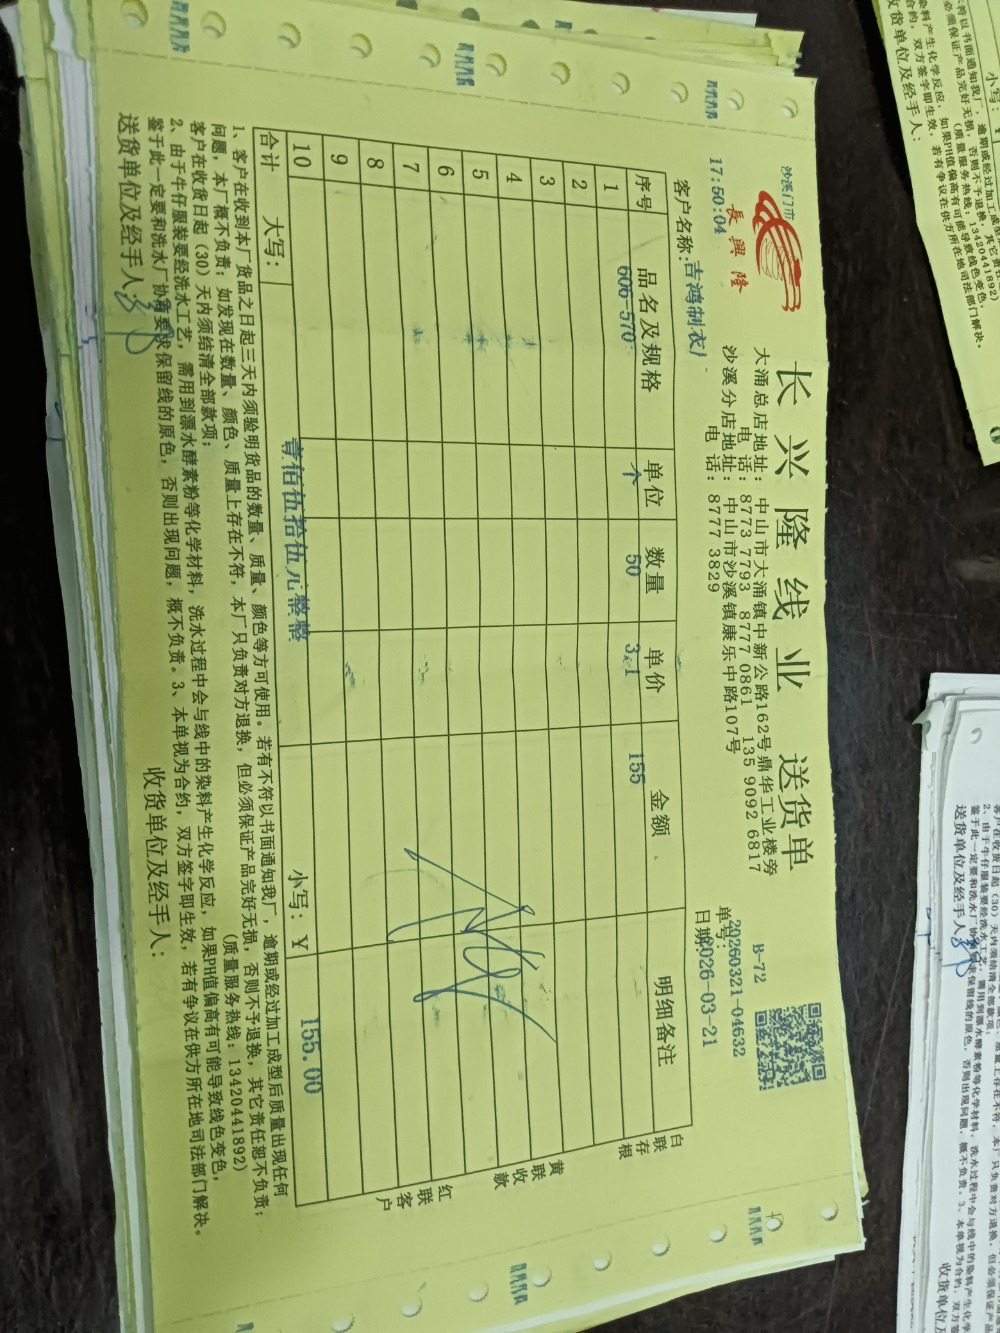 沙溪门市
長興隆
长兴隆线业 送货单
大涌总店地址: 中山市大涌镇中新公路162号鼎华工业楼旁
电 话: 8773 7793 8777 0861 135 9092 6817
沙溪分店地址: 中山市沙溪镇康乐中路107号
电 话: 8777 3829
B-72
单号: 20260321-04632
日期: 2026-03-21
17:50:04
客户名称: 吉鸿制衣厂
序号 品名及规格 单位 数量 单价 金额 明细备注
1 606-570 个 50 3.1 155
2
3
4
5
6
7
8
9
10
合计 大写: 壹佰伍拾伍元整整 小写: ¥ 155.00
白联存根
黄联收款
红联客户
1、客户在收到本厂货品之日起三天内须验明货品的数量、质量、颜色等方可使用。若有不符以书面通知我厂,逾期或经过加工成型后质量出现任何
问题,本厂概不负责;如发现在数量、颜色、质量上存在不符,本厂只负责对方退换,但必须保证产品完好无损,否则不予退换,其它责任恕不负责;
客户在收货日起(30)天内须结清全部款项; (质量服务热线:13420441892)
2、由于牛仔服装要经洗水工艺,需用到漂水酵素粉等化学材料,洗水过程中会与线中的染料产生化学反应,如果PH值偏高有可能导致线色变色,
鉴于此一定要和洗水厂协商要求保留线的原色,否则出现问题,概不负责。3、本单视为合约,双方签字即生效,若有争议在供方所在地司法部门解决。
送货单位及经手人:
收货单位及经手人: